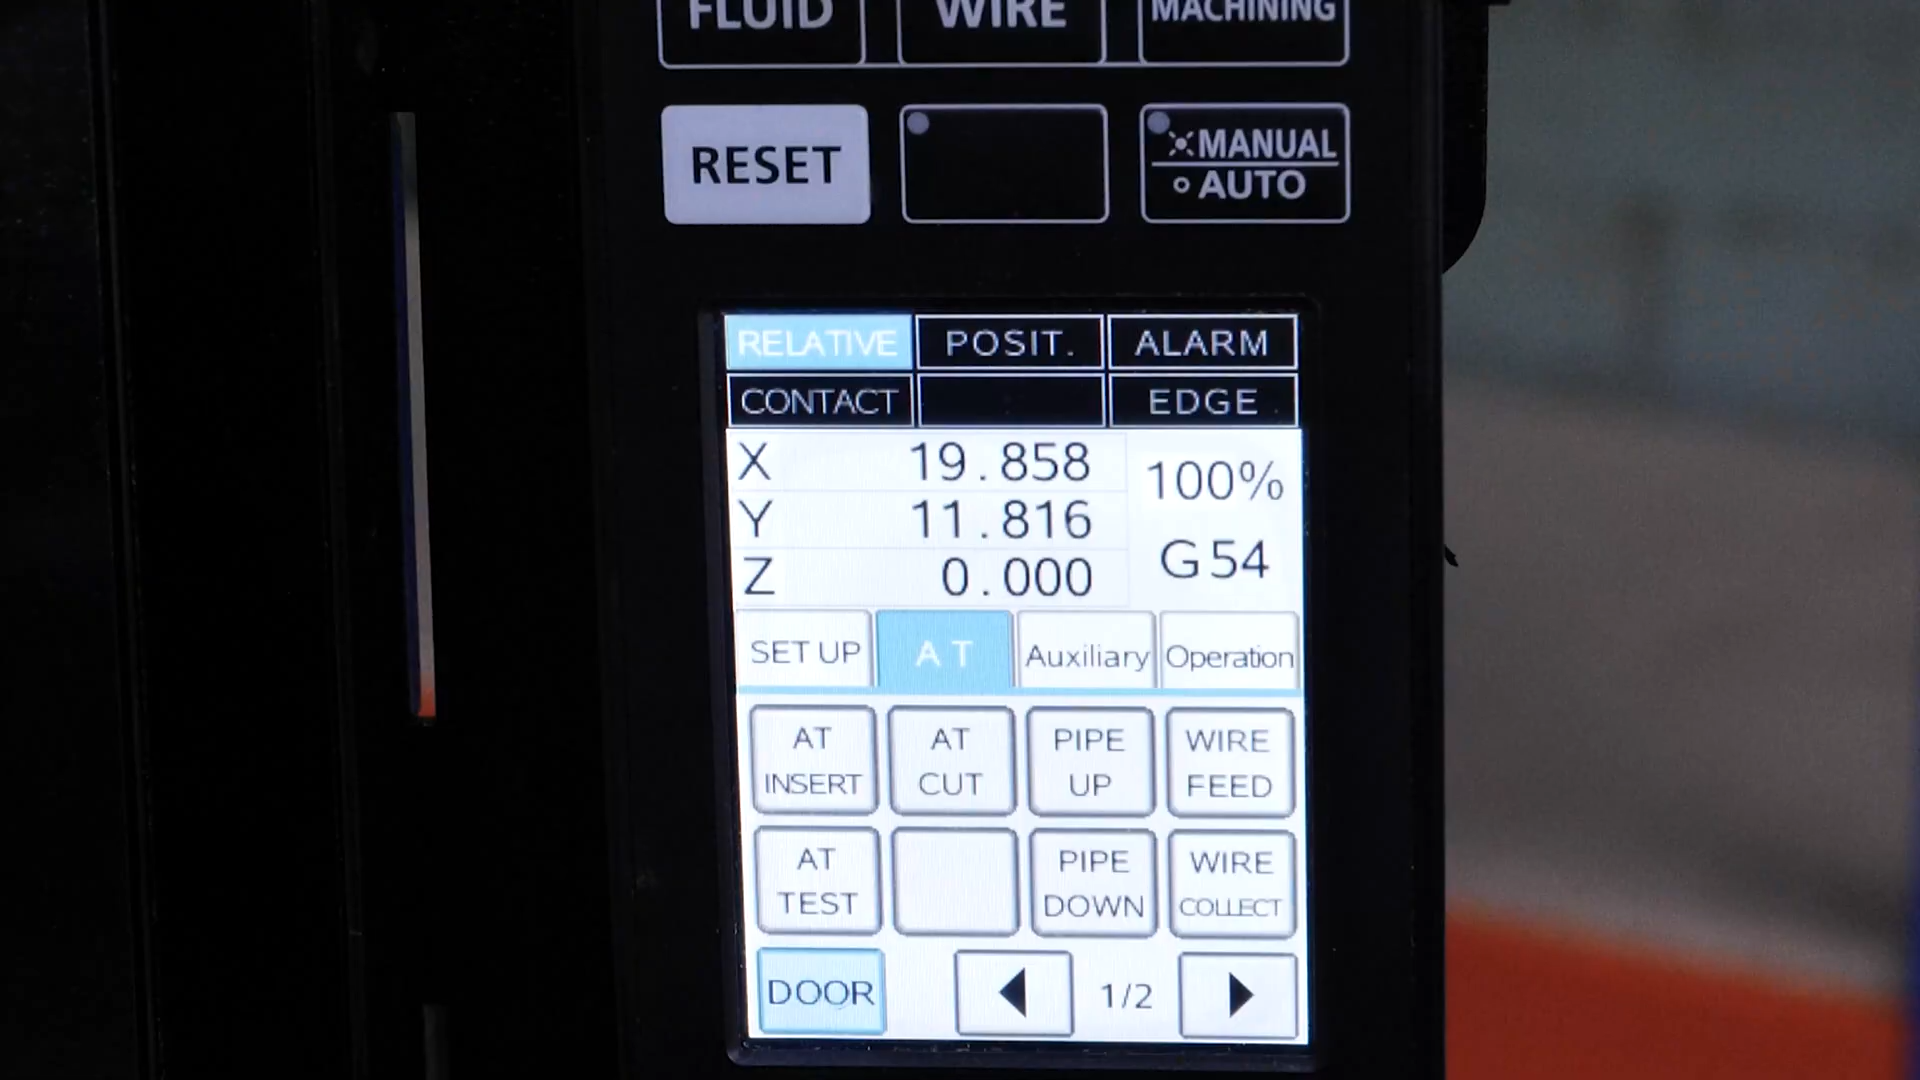 FLUID WIRE MACHINING
RESET MANUAL
AUTO
RELATIVE POSIT. ALARM
CONTACT EDGE
X 19.858
100%
Y 11.816
G54
Z 0.000
SET UP AT Auxiliary Operation
AT AT PIPE WIRE
INSERT CUT UP FEED
AT PIPE WIRE
TEST DOWN COLLECT
DOOR 1/2